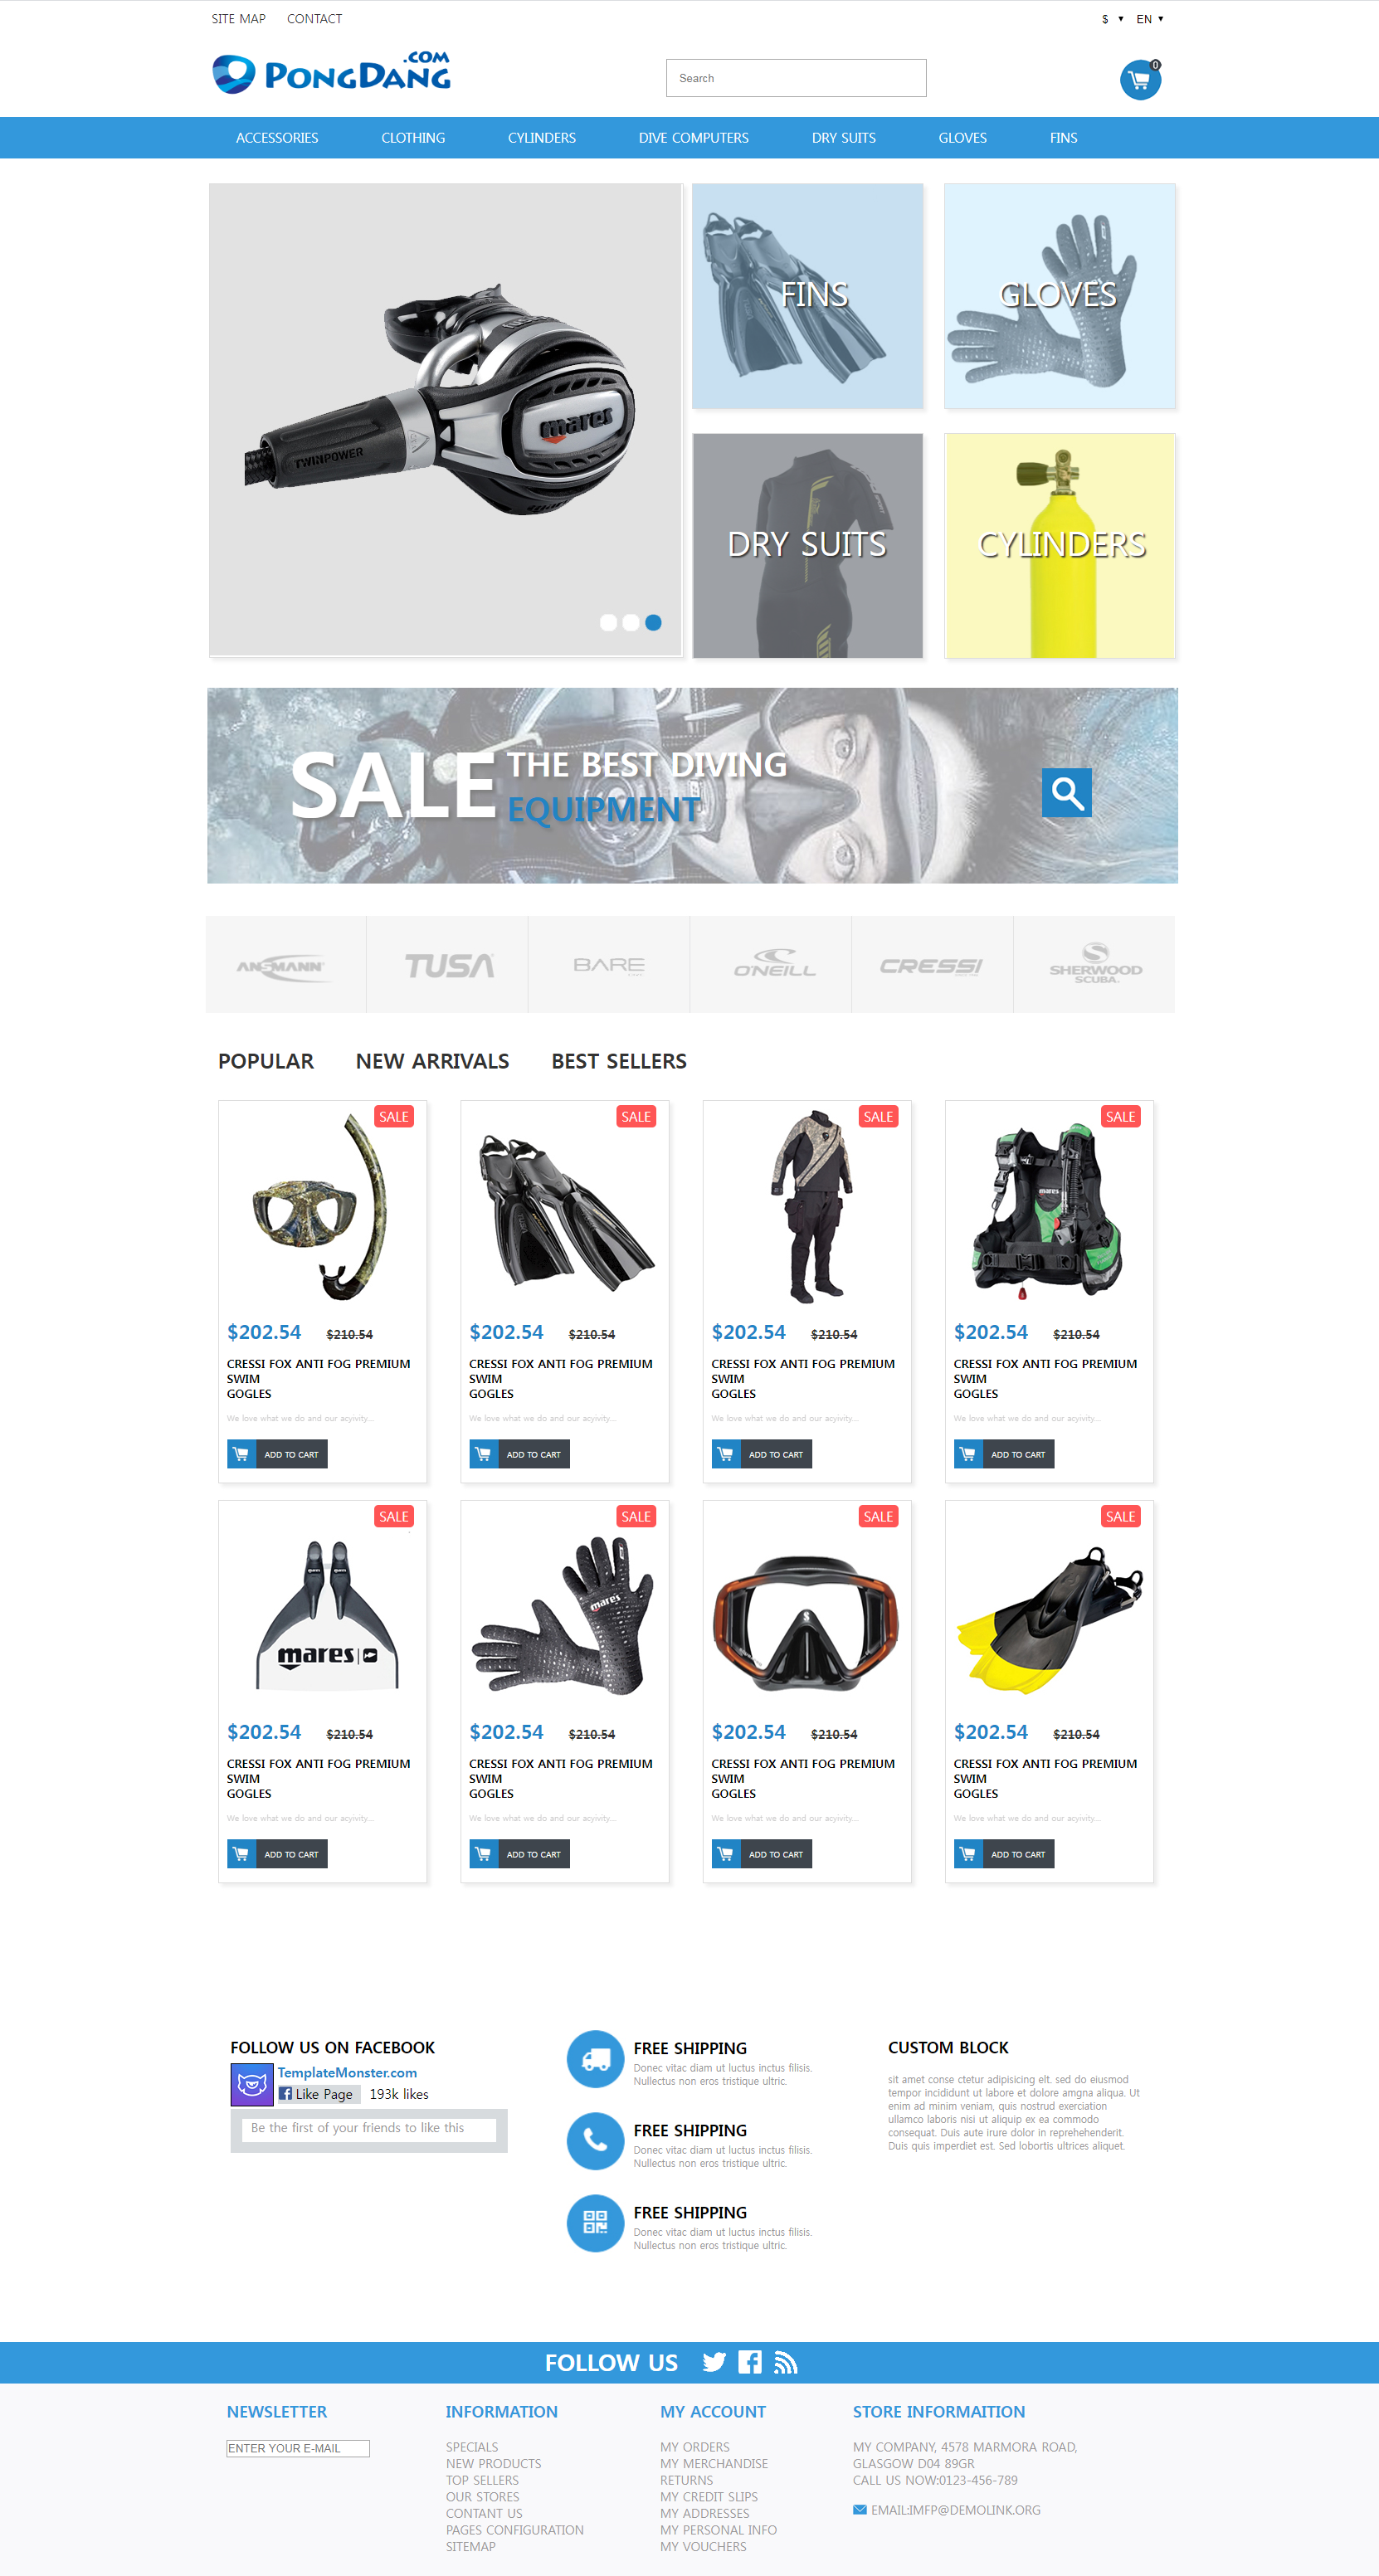 SITE MAP CONTACT $ EN
PONGDANG.COM
Search
0
ACCESSORIES CLOTHING CYLINDERS DIVE COMPUTERS DRY SUITS GLOVES FINS
mares
TWINPOWER
FINS GLOVES
DRY SUITS CYLINDERS
SALE THE BEST DIVING
EQUIPMENT
ANSMANN TUSA BARE O'NEILL CRESSI SHERWOOD SCUBA
POPULAR NEW ARRIVALS BEST SELLERS
SALE SALE SALE SALE
mares
$202.54 $210.54 $202.54 $210.54 $202.54 $210.54 $202.54 $210.54
CRESSI FOX ANTI FOG PREMIUM CRESSI FOX ANTI FOG PREMIUM CRESSI FOX ANTI FOG PREMIUM CRESSI FOX ANTI FOG PREMIUM
SWIM SWIM SWIM SWIM
GOGLES GOGLES GOGLES GOGLES
We love what we do and our acyivity... We love what we do and our acyivity... We love what we do and our acyivity... We love what we do and our acyivity...
ADD TO CART ADD TO CART ADD TO CART ADD TO CART
SALE SALE SALE SALE
mares mares S
$202.54 $210.54 $202.54 $210.54 $202.54 $210.54 $202.54 $210.54
CRESSI FOX ANTI FOG PREMIUM CRESSI FOX ANTI FOG PREMIUM CRESSI FOX ANTI FOG PREMIUM CRESSI FOX ANTI FOG PREMIUM
SWIM SWIM SWIM SWIM
GOGLES GOGLES GOGLES GOGLES
We love what we do and our acyivity... We love what we do and our acyivity... We love what we do and our acyivity... We love what we do and our acyivity...
ADD TO CART ADD TO CART ADD TO CART ADD TO CART
FOLLOW US ON FACEBOOK
TemplateMonster.com
Like Page 193k likes
Be the first of your friends to like this
FREE SHIPPING
Donec vitac diam ut luctus inctus filisis.
Nullectus non eros tristique ultric.
FREE SHIPPING
Donec vitac diam ut luctus inctus filisis.
Nullectus non eros tristique ultric.
FREE SHIPPING
Donec vitac diam ut luctus inctus filisis.
Nullectus non eros tristique ultric.
CUSTOM BLOCK
sit amet conse ctetur adipisicing elt. sed do eiusmod
tempor incididunt ut labore et dolore amgna aliqua. Ut
enim ad minim veniam, quis nostrud exerciation
ullamco laboris nisi ut aliquip ex ea commodo
consequat. Duis aute irure dolor in reprehenderit.
Duis quis imperdiet est. Sed lobortis ultrices aliquet.
FOLLOW US
NEWSLETTER
ENTER YOUR E-MAIL
INFORMATION
SPECIALS
NEW PRODUCTS
TOP SELLERS
OUR STORES
CONTANT US
PAGES CONFIGURATION
SITEMAP
MY ACCOUNT
MY ORDERS
MY MERCHANDISE
RETURNS
MY CREDIT SLIPS
MY ADDRESSES
MY PERSONAL INFO
MY VOUCHERS
STORE INFORMAITION
MY COMPANY, 4578 MARMORA ROAD,
GLASGOW D04 89GR
CALL US NOW:0123-456-789
EMAIL:IMFP@DEMOLINK.ORG